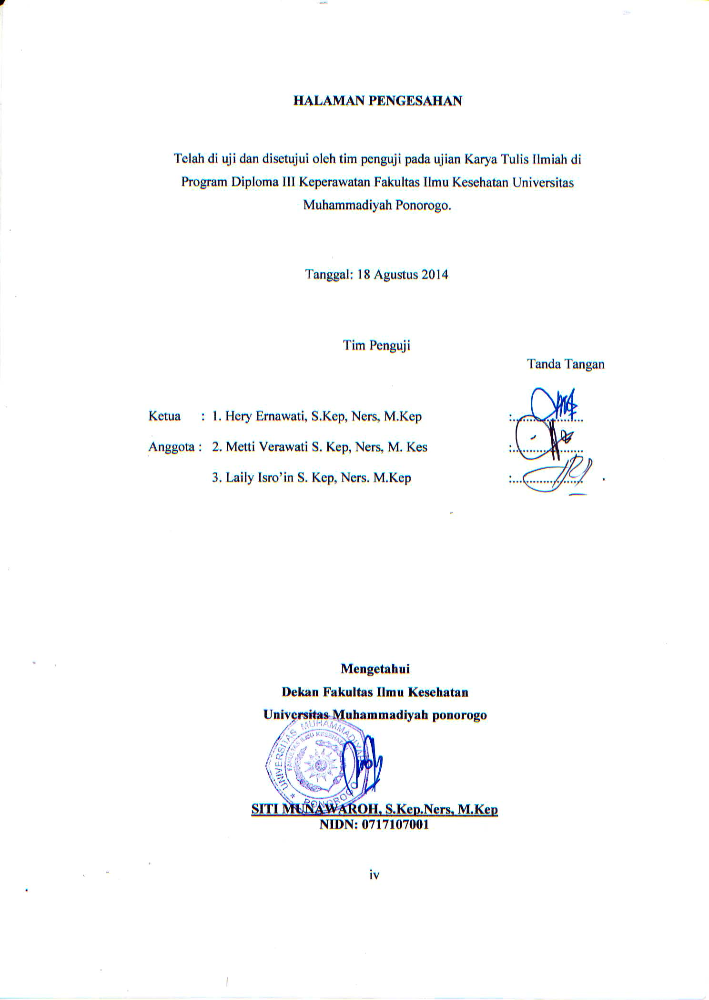 HALAMAN PENGESAHAN
Telah di uji dan disetujui oleh tim penguji pada ujian Karya Tulis Ilmiah di
Program Diploma III Keperawatan Fakultas Ilmu Kesehatan Universitas
Muhammadiyah Ponorogo.
Tanggal: 18 Agustus 2014
Tim Penguji
Tanda Tangan
Ketua : 1. Hery Ernawati, S.Kep, Ners, M.Kep :.....................
Anggota : 2. Metti Verawati S. Kep, Ners, M. Kes :.....................
3. Laily Isro'in S. Kep, Ners. M.Kep :.....................
Mengetahui
Dekan Fakultas Ilmu Kesehatan
Universitas Muhammadiyah ponorogo
UNIVERSITAS MUHAMMADIYAH
FAKULTAS ILMU KESEHATAN
* PONOROGO
SITI MUNAWAROH, S.Kep.Ners, M.Kep
NIDN: 0717107001
iv